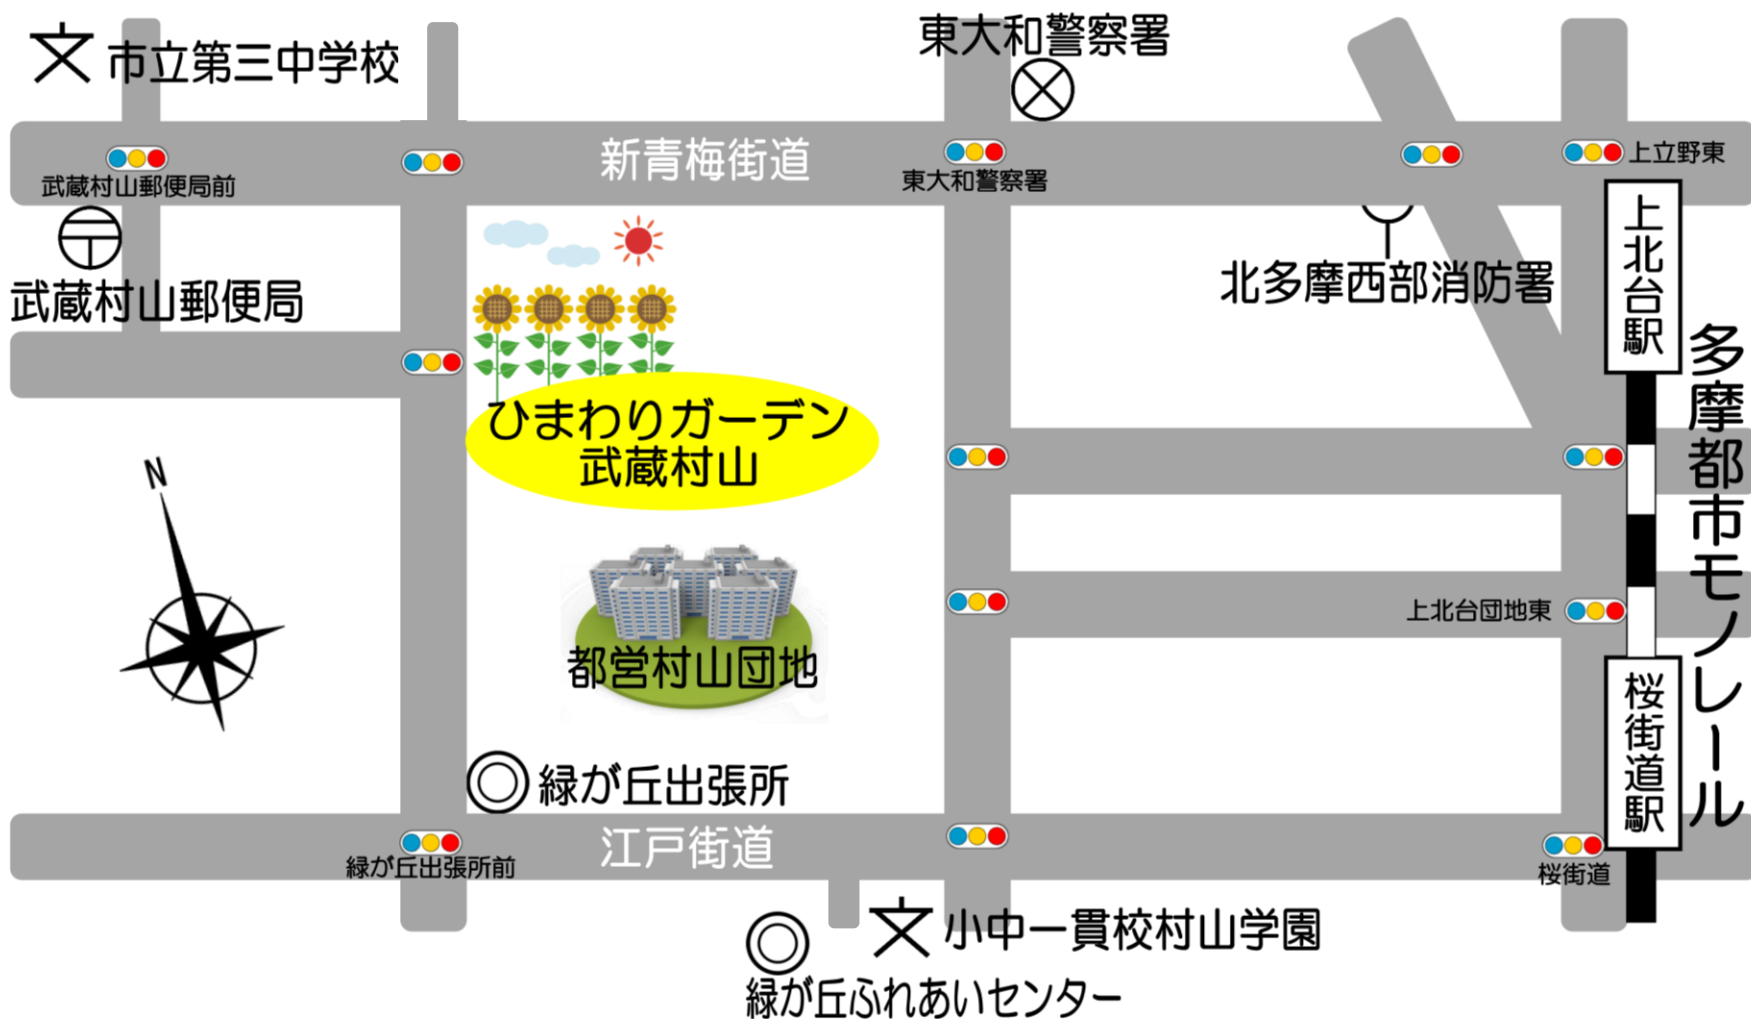 市立第三中学校
東大和警察署
新青梅街道
武蔵村山郵便局前
東大和警察署
上立野東
武蔵村山郵便局
北多摩西部消防署
上北台駅
多摩都市モノレール
ひまわりガーデン
武蔵村山
N
上北台団地東
都営村山団地
桜街道駅
緑が丘出張所
江戸街道
緑が丘出張所前
桜街道
小中一貫校村山学園
緑が丘ふれあいセンター